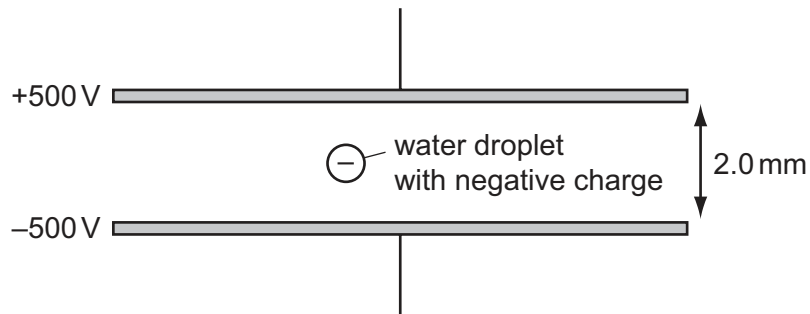 +500 V
water droplet
with negative charge
2.0 mm
–500 V